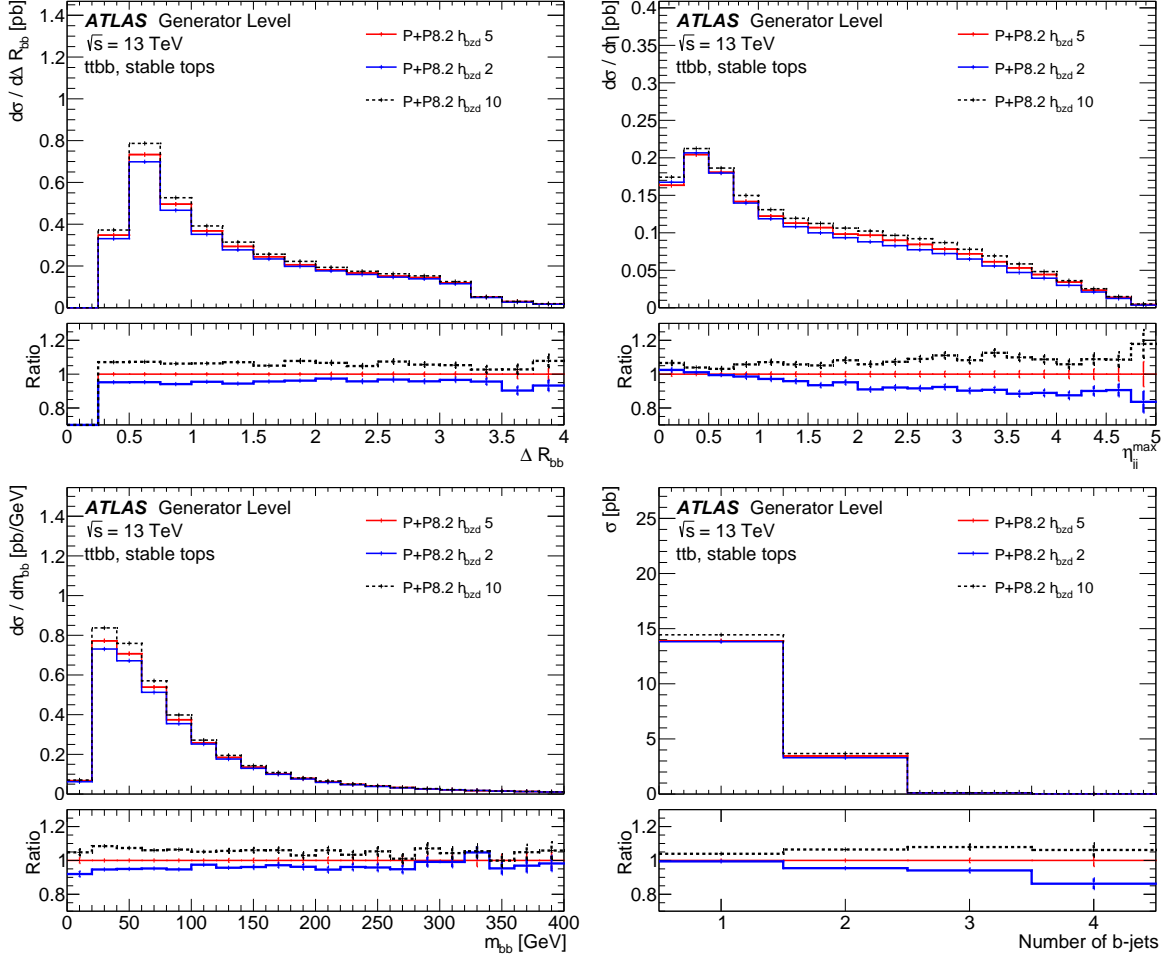 dσ / dΔ R_bb [pb]
ATLAS Generator Level
√s = 13 TeV
ttbb, stable tops
P+P8.2 h_bzd 5
P+P8.2 h_bzd 2
P+P8.2 h_bzd 10
1.4
1.2
1
0.8
0.6
0.4
0.2
0
Ratio
1.2
1
0.8
0 0.5 1 1.5 2 2.5 3 3.5 4
Δ R_bb
dσ / dη [pb]
ATLAS Generator Level
√s = 13 TeV
ttbb, stable tops
P+P8.2 h_bzd 5
P+P8.2 h_bzd 2
P+P8.2 h_bzd 10
0.4
0.35
0.3
0.25
0.2
0.15
0.1
0.05
0
Ratio
1.2
1
0.8
0 0.5 1 1.5 2 2.5 3 3.5 4 4.5 5
dσ / dm_bb [pb/GeV]
ATLAS Generator Level
√s = 13 TeV
ttbb, stable tops
P+P8.2 h_bzd 5
P+P8.2 h_bzd 2
P+P8.2 h_bzd 10
1.4
1.2
1
0.8
0.6
0.4
0.2
0
Ratio
1.2
1
0.8
0 50 100 150 200 250 300 350 400
m_bb [GeV]
σ [pb]
ATLAS Generator Level
√s = 13 TeV
ttb, stable tops
P+P8.2 h_bzd 5
P+P8.2 h_bzd 2
P+P8.2 h_bzd 10
25
20
15
10
5
0
Ratio
1.2
1
0.8
1 2 3 4
Number of b-jets